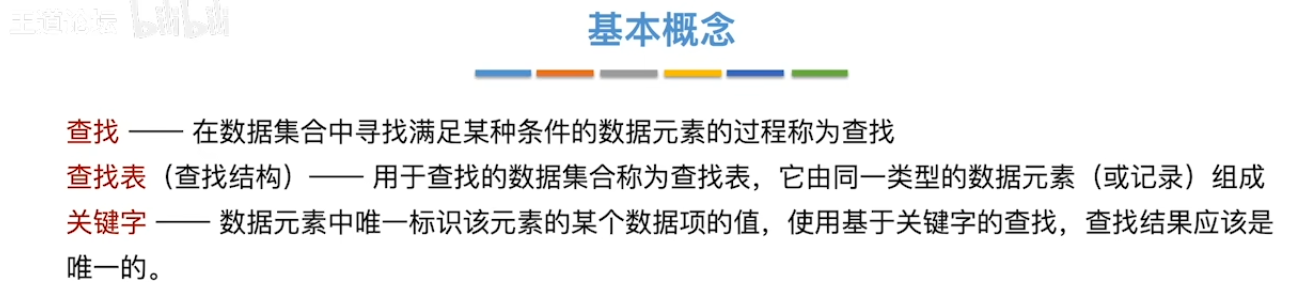 王道论坛 bilibili
基本概念
查找 —— 在数据集合中寻找满足某种条件的数据元素的过程称为查找
查找表（查找结构）—— 用于查找的数据集合称为查找表，它由同一类型的数据元素（或记录）组成
关键字 —— 数据元素中唯一标识该元素的某个数据项的值，使用基于关键字的查找，查找结果应该是
唯一的。